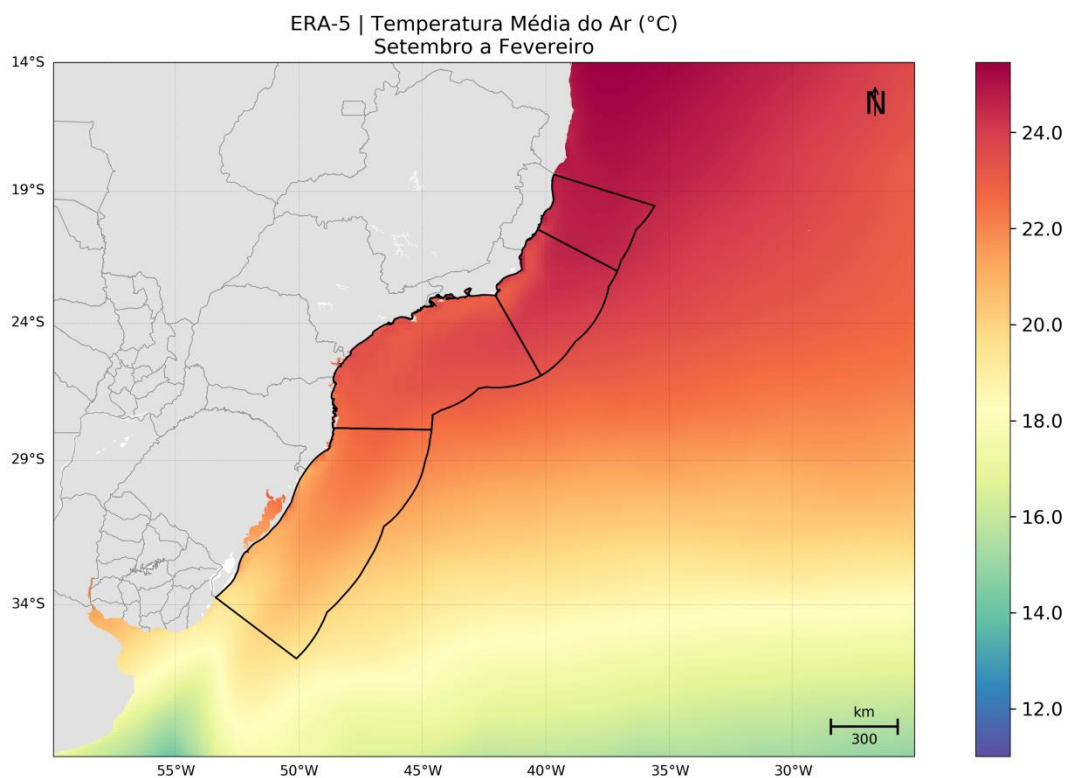 ERA-5 | Temperatura Média do Ar (°C)
Setembro a Fevereiro
14°S
19°S
24°S
29°S
34°S
55°W
50°W
45°W
40°W
35°W
30°W
N
km
300
24.0
22.0
20.0
18.0
16.0
14.0
12.0